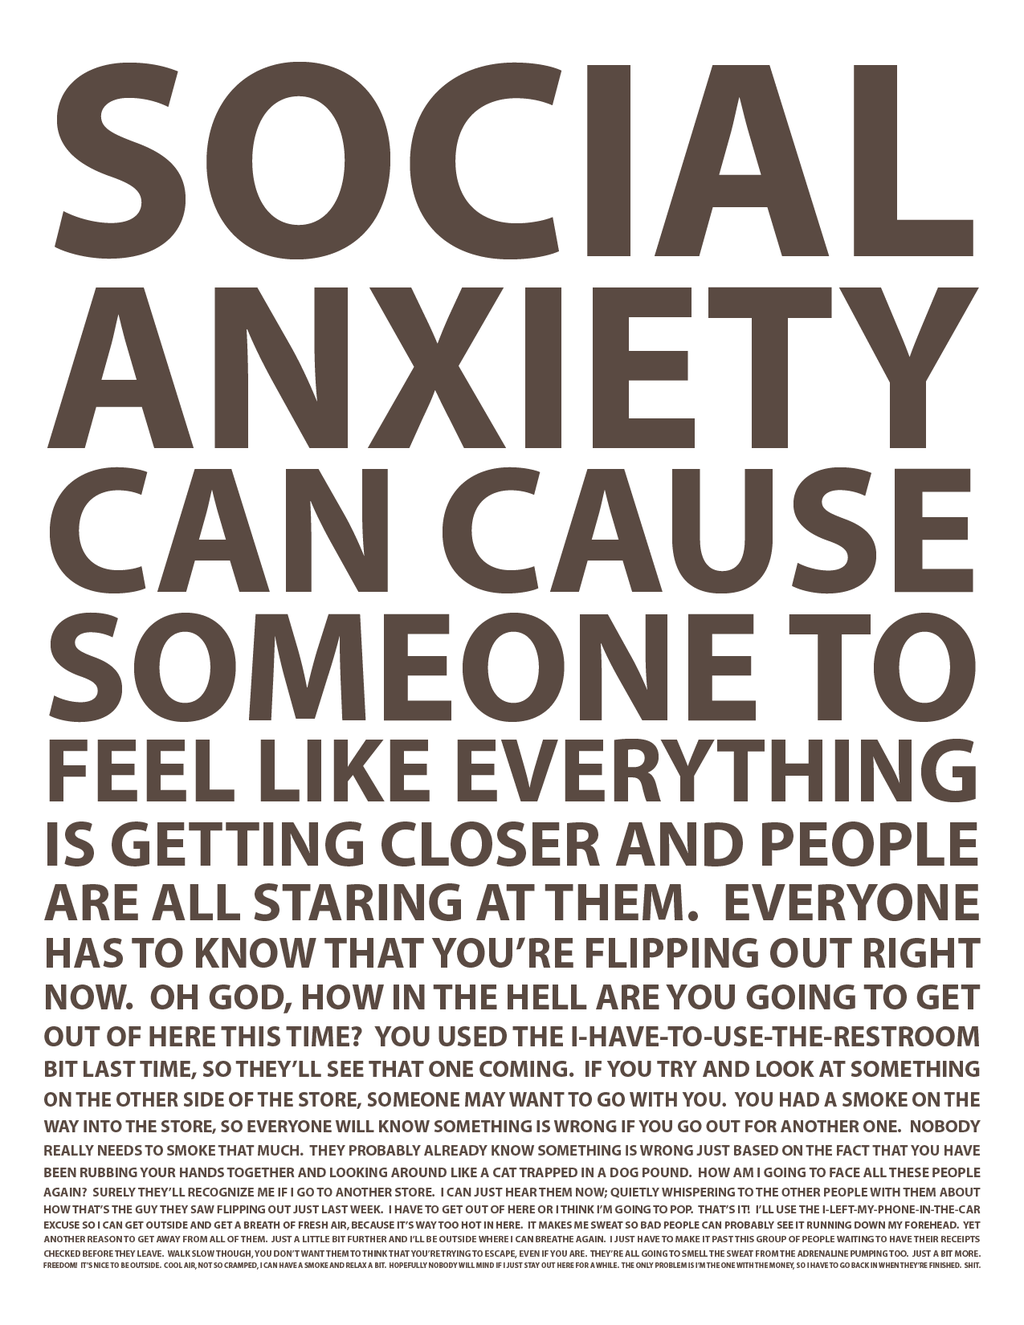 SOCIAL
ANXIETY
CAN CAUSE
SOMEONE TO
FEEL LIKE EVERYTHING
IS GETTING CLOSER AND PEOPLE
ARE ALL STARING AT THEM.  EVERYONE
HAS TO KNOW THAT YOU’RE FLIPPING OUT RIGHT
NOW.  OH GOD, HOW IN THE HELL ARE YOU GOING TO GET
OUT OF HERE THIS TIME?  YOU USED THE I-HAVE-TO-USE-THE-RESTROOM
BIT LAST TIME, SO THEY’LL SEE THAT ONE COMING.  IF YOU TRY AND LOOK AT SOMETHING
ON THE OTHER SIDE OF THE STORE, SOMEONE MAY WANT TO GO WITH YOU.  YOU HAD A SMOKE ON THE
WAY INTO THE STORE, SO EVERYONE WILL KNOW SOMETHING IS WRONG IF YOU GO OUT FOR ANOTHER ONE.  NOBODY
REALLY NEEDS TO SMOKE THAT MUCH.  THEY PROBABLY ALREADY KNOW SOMETHING IS WRONG JUST BASED ON THE FACT THAT YOU HAVE
BEEN RUBBING YOUR HANDS TOGETHER AND LOOKING AROUND LIKE A CAT TRAPPED IN A DOG POUND.  HOW AM I GOING TO FACE ALL THESE PEOPLE
AGAIN?  SURELY THEY’LL RECOGNIZE ME IF I GO TO ANOTHER STORE.  I CAN JUST HEAR THEM NOW; QUIETLY WHISPERING TO THE OTHER PEOPLE WITH THEM ABOUT
HOW THAT’S THE GUY THEY SAW FLIPPING OUT JUST LAST WEEK.  I HAVE TO GET OUT OF HERE OR I THINK I’M GOING TO POP.  THAT’S IT!  I’LL USE THE I-LEFT-MY-PHONE-IN-THE-CAR
EXCUSE SO I CAN GET OUTSIDE AND GET A BREATH OF FRESH AIR, BECAUSE IT’S WAY TOO HOT IN HERE.  IT MAKES ME SWEAT SO BAD PEOPLE CAN PROBABLY SEE IT RUNNING DOWN MY FOREHEAD.  YET
ANOTHER REASON TO GET AWAY FROM ALL OF THEM.  JUST A LITTLE BIT FURTHER AND I’LL BE OUTSIDE WHERE I CAN BREATHE AGAIN.  I JUST HAVE TO MAKE IT PAST THIS GROUP OF PEOPLE WAITING TO HAVE THEIR RECEIPTS
CHECKED BEFORE THEY LEAVE.  WALK SLOW THOUGH, YOU DON’T WANT THEM TO THINK THAT YOU’RE TRYING TO ESCAPE, EVEN IF YOU ARE.  THEY’RE ALL GOING TO SMELL THE SWEAT FROM THE ADRENALINE PUMPING TOO.  JUST A BIT MORE.
FREEDOM!  IT’S NICE TO BE OUTSIDE.  COOL AIR, NOT SO CRAMPED, I CAN HAVE A SMOKE AND RELAX A BIT.  HOPEFULLY NOBODY WILL MIND IF I JUST STAY OUT HERE FOR A WHILE.  THE ONLY PROBLEM IS I’M THE ONE WITH THE MONEY, SO I HAVE TO GO BACK IN WHEN THEY’RE FINISHED.  SHIT.